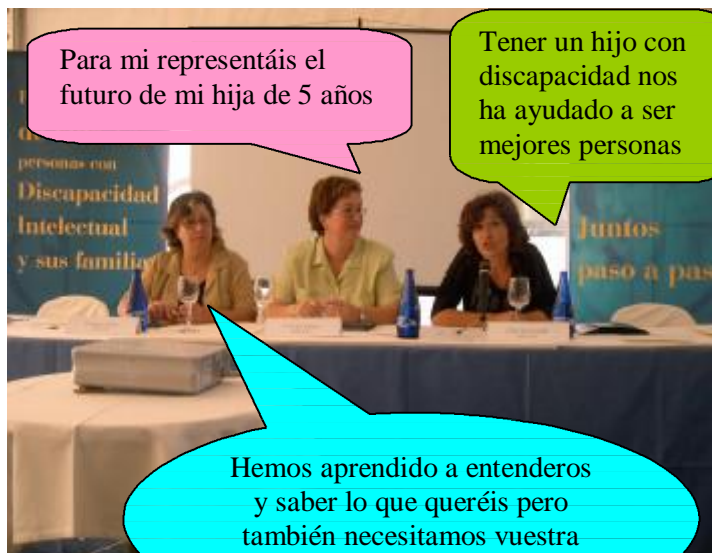 Para mi representáis el
futuro de mi hija de 5 años
Tener un hijo con
discapacidad nos
ha ayudado a ser
mejores personas
personas con
Discapacidad
Intelectual
y sus familia
Juntos
paso a pas
Hemos aprendido a entenderos
y saber lo que queréis pero
también necesitamos vuestra